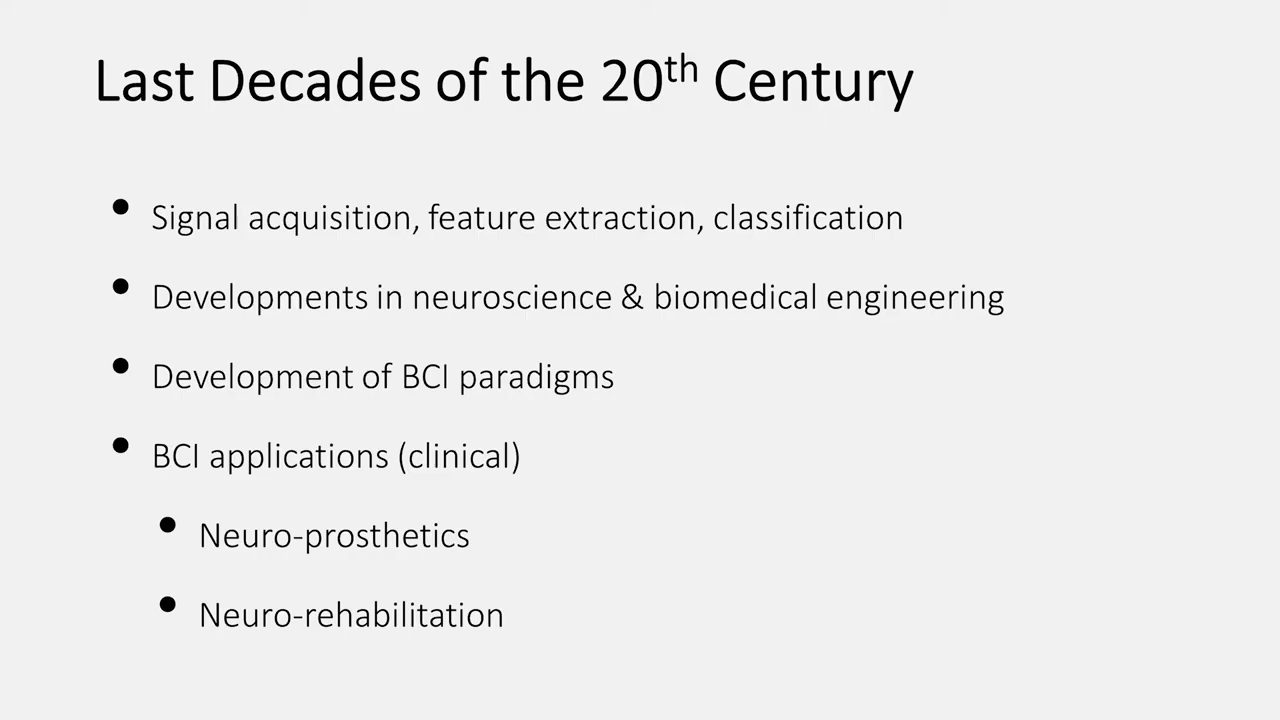 Last Decades of the 20th Century
• Signal acquisition, feature extraction, classification
• Developments in neuroscience & biomedical engineering
• Development of BCI paradigms
• BCI applications (clinical)
• Neuro-prosthetics
• Neuro-rehabilitation